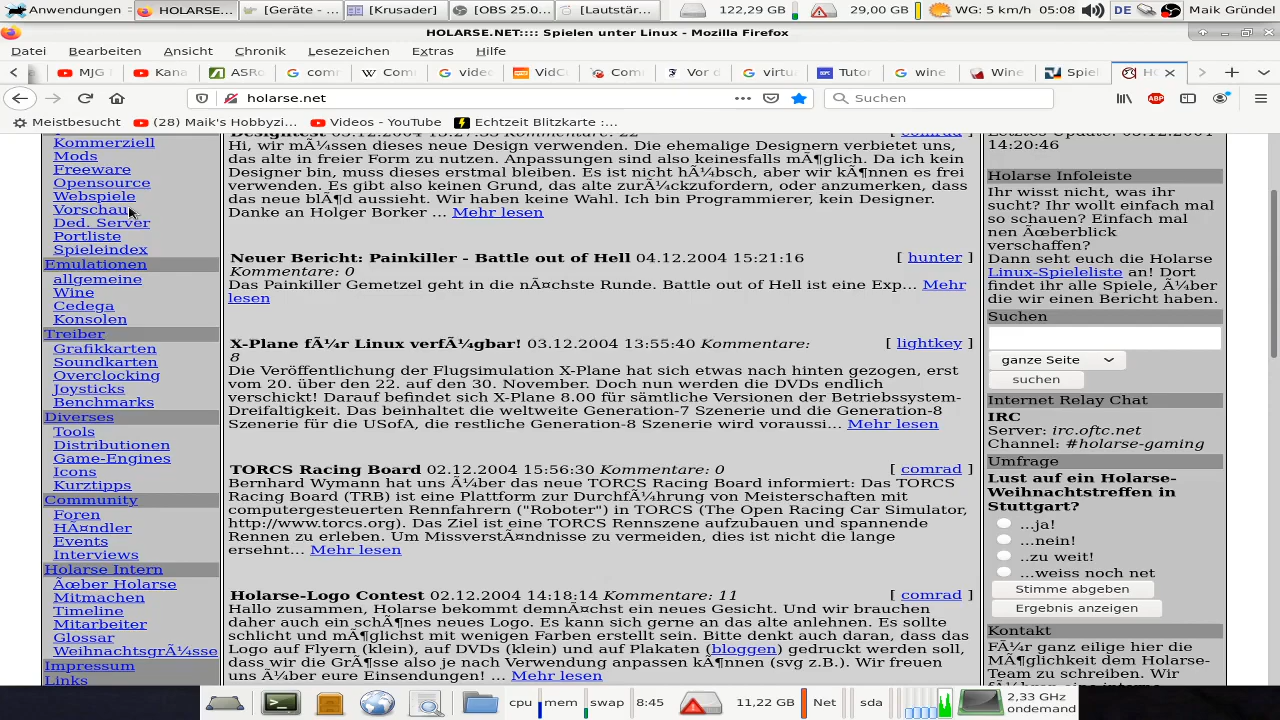 Anwendungen
HOLARSE....
[Geräte - ...
[Krusader]
[OBS 25.0...
[Lautstär...
122,29 GB
29,00 GB
WG: 5 km/h
05:08
DE
Maik Gründel
HOLARSE.NET:::: Spielen unter Linux - Mozilla Firefox
Datei Bearbeiten Ansicht Chronik Lesezeichen Extras Hilfe
MJG
Kana
ASRo
comr
Com
vide
VidC
Com
Vor d
virtu
Tutor
wine
Wine
Spiel
HO
holarse.net
Suchen
Meistbesucht
(28) Maik's Hobbyzi...
Videos - YouTube
Echtzeit Blitzkarte :...
Kommerziell
Mods
Freeware
Opensource
Webspiele
Vorschau
Ded. Server
Portliste
Spieleindex
Emulationen
allgemeine
Wine
Cedega
Konsolen
Treiber
Grafikkarten
Soundkarten
Overclocking
Joysticks
Benchmarks
Diverses
Tools
Distributionen
Game-Engines
Icons
Kurztipps
Community
Foren
HÃ¤ndler
Events
Interviews
Holarse Intern
Ãœber Holarse
Mitmachen
Timeline
Mitarbeiter
Glossar
WeihnachtsgrÃ¼sse
Impressum
Links
Designtest 05.12.2004 13:27:55 Kommentare: 22 [ comrad ]
Hi, wir mÃ¼ssen dieses neue Design verwenden. Die ehemalige Designern verbietet uns,
das alte in freier Form zu nutzen. Anpassungen sind also keinesfalls mÃ¶glich. Da ich kein
Designer bin, muss dieses erstmal bleiben. Es ist nicht hÃ¼bsch, aber wir kÃ¶nnen es frei
verwenden. Es gibt also keinen Grund, das alte zurÃ¼ckzufordern, oder anzumerken, dass
das neue blÃ¶d aussieht. Wir haben keine Wahl. Ich bin Programmierer, kein Designer.
Danke an Holger Borker ... Mehr lesen
Neuer Bericht: Painkiller - Battle out of Hell 04.12.2004 15:21:16 [ hunter ]
Kommentare: 0
Das Painkiller Gemetzel geht in die nÃ¤chste Runde. Battle out of Hell ist eine Exp... Mehr
lesen
X-Plane fÃ¼r Linux verfÃ¼gbar! 03.12.2004 13:55:40 Kommentare: [ lightkey ]
8
Die Veröffentlichung der Flugsimulation X-Plane hat sich etwas nach hinten gezogen, erst
vom 20. über den 22. auf den 30. November. Doch nun werden die DVDs endlich
verschickt! Darauf befindet sich X-Plane 8.00 für sämtliche Versionen der Betriebssystem-
Dreifaltigkeit. Das beinhaltet die weltweite Generation-7 Szenerie und die Generation-8
Szenerie für die USofA, die restliche Generation-8 Szenerie wird voraussi... Mehr lesen
TORCS Racing Board 02.12.2004 15:56:30 Kommentare: 0 [ comrad ]
Bernhard Wymann hat uns Ã¼ber das neue TORCS Racing Board informiert: Das TORCS
Racing Board (TRB) ist eine Plattform zur DurchfÃ¼hrung von Meisterschaften mit
computergesteuerten Rennfahrern ("Roboter") in TORCS (The Open Racing Car Simulator,
http://www.torcs.org). Das Ziel ist eine TORCS Rennszene aufzubauen und spannende
Rennen zu erleben. Um MissverstÃ¤ndnisse zu vermeiden, dies ist nicht die lange
ersehnt... Mehr lesen
Holarse-Logo Contest 02.12.2004 14:18:14 Kommentare: 11 [ comrad ]
Hallo zusammen, Holarse bekommt demnÃ¤chst ein neues Gesicht. Und wir brauchen
daher auch ein schÃ¶nes neues Logo. Es kann sich gerne an das alte anlehnen. Es sollte
schlicht und mÃ¶glichst mit wenigen Farben erstellt sein. Bitte denkt auch daran, dass das
Logo auf Flyern (klein), auf DVDs (klein) und auf Plakaten (bloggen) gedruckt werden soll,
dass wir die GrÃ¶sse also je nach Verwendung anpassen kÃ¶nnen (svg z.B.). Wir freuen
uns Ã¼ber eure Einsendungen! ... Mehr lesen
14:20:46
Holarse Infoleiste
Ihr wisst nicht, was ihr
sucht? Ihr wollt einfach mal
so schauen? Einfach mal
nen Ãœberblick
verschaffen?
Dann seht euch die Holarse
Linux-Spieleliste an! Dort
findet ihr alle Spiele, Ã¼ber
die wir einen Bericht haben.
Suchen
ganze Seite
suchen
Internet Relay Chat
IRC
Server: irc.oftc.net
Channel: #holarse-gaming
Umfrage
Lust auf ein Holarse-
Weihnachtstreffen in
Stuttgart?
...ja!
...nein!
..zu weit!
...weiss noch net
Stimme abgeben
Ergebnis anzeigen
Kontakt
FÃ¼r ganz eilige hier die
MÃ¶glichkeit dem Holarse-
Team zu schreiben. Wir
cpu mem swap 8:45 11,22 GB Net sda 2,33 GHz
ondemand